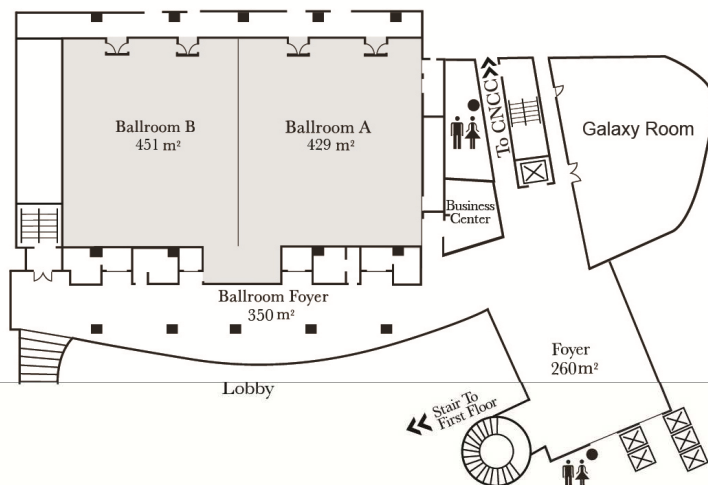 Ballroom B
451 m²
Ballroom A
429 m²
To CNCC
Galaxy Room
Business
Center
Ballroom Foyer
350 m²
Foyer
260m²
Lobby
Stair To
First Floor